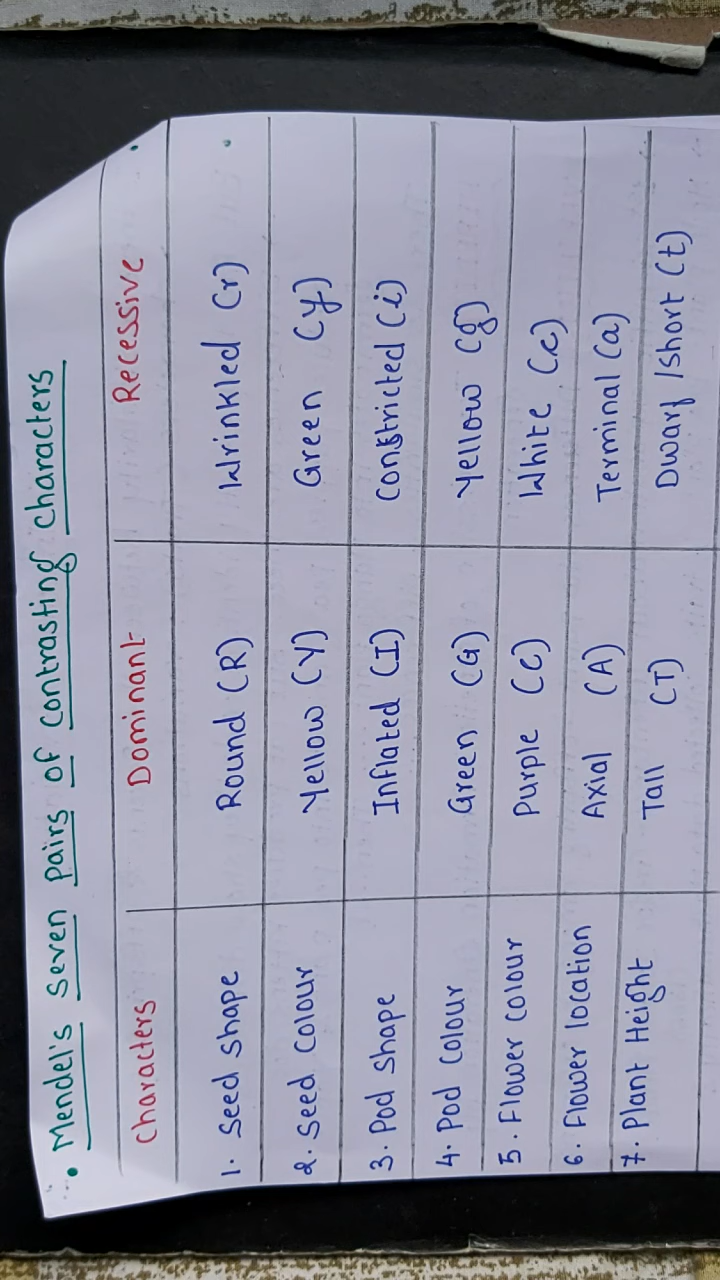 • Mendel's seven pairs of contrasting characters
Characters Dominant Recessive
1. Seed shape Round (R) Wrinkled (r)
2. Seed Colour Yellow (Y) Green (y)
3. Pod shape Inflated (I) Constricted (i)
4. Pod Colour Green (G) Yellow (g)
5. Flower colour Purple (C) White (c)
6. Flower location Axial (A) Terminal (a)
7. Plant Height Tall (T) Dwarf /Short (t)